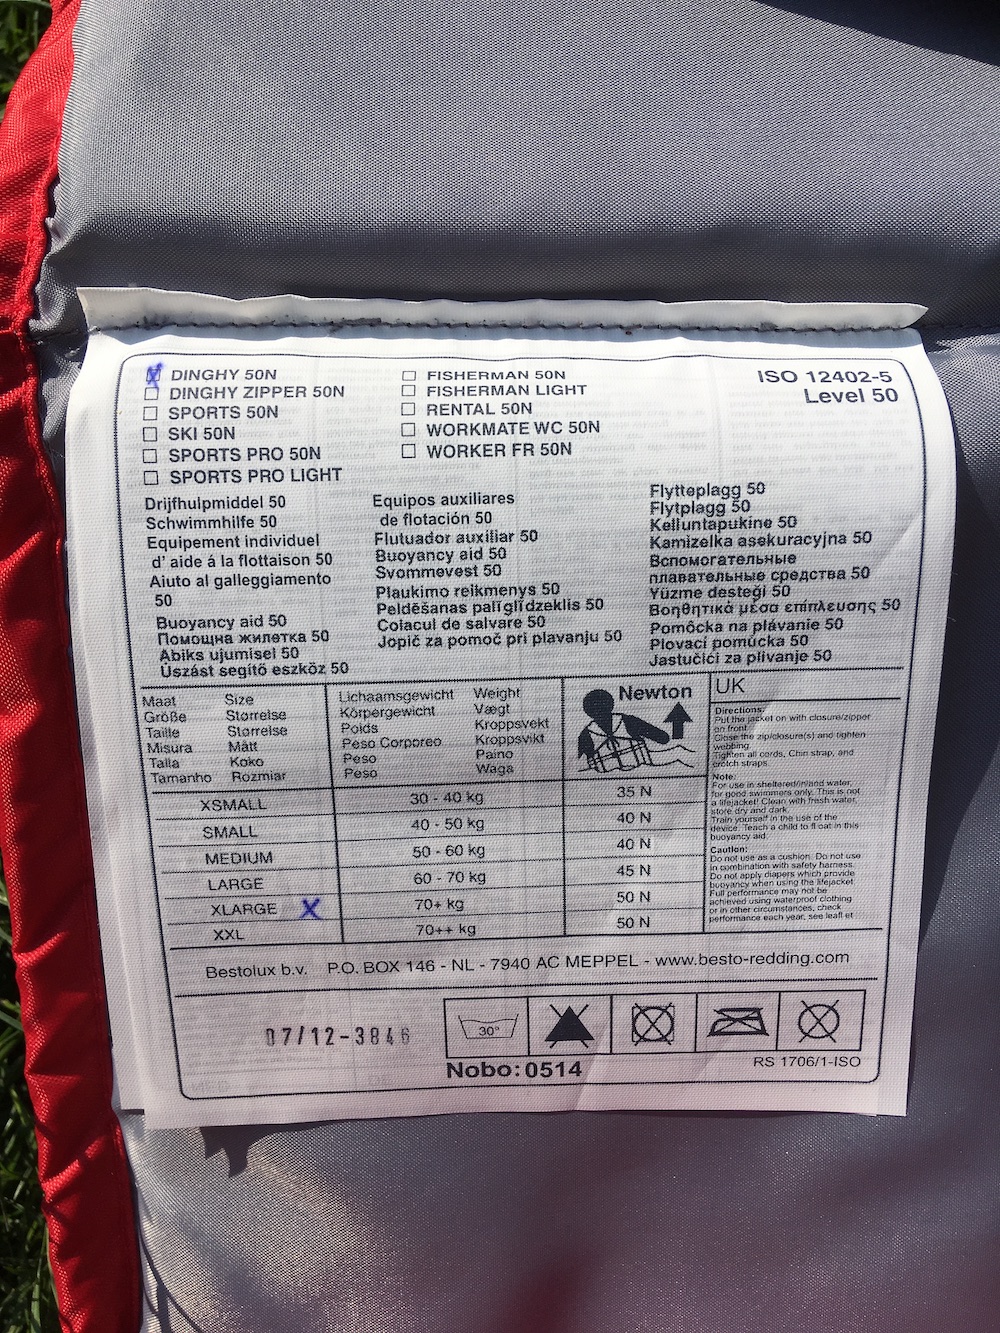 DINGHY 50N
DINGHY ZIPPER 50N
SPORTS 50N
SKI 50N
SPORTS PRO 50N
SPORTS PRO LIGHT
FISHERMAN 50N
FISHERMAN LIGHT
RENTAL 50N
WORKMATE WC 50N
WORKER FR 50N
ISO 12402-5
Level 50
Drijfhulpmiddel 50
Schwimmhilfe 50
Equipement individuel
d' aide á la flottaison 50
Aiuto al galleggiamento
50
Buoyancy aid 50
Помощна жилетка 50
Abiks ujumisel 50
Úszást segítő eszköz 50
Equipos auxiliares
de flotación 50
Flutuador auxiliar 50
Buoyancy aid 50
Svommevest 50
Plaukimo reikmenys 50
Peldēšanas palīglīdzeklis 50
Colacul de salvare 50
Jopič za pomoč pri plavanju 50
Flytteplagg 50
Flytplagg 50
Kelluntapukine 50
Kamizelka asekuracyjna 50
Вспомогательные
плавательные средства 50
Yüzme desteği 50
Βοηθητικά μέσα επίπλευσης 50
Pomôcka na plávanie 50
Plovací pomůcka 50
Jastučići za plivanje 50
Maat Size
Größe Størrelse
Taille Størrelse
Misura Mått
Talla Koko
Tamanho Rozmiar
Lichaamsgewicht Weight
Körpergewicht Vægt
Poids Kroppsvekt
Peso Corporeo Kroppsvikt
Peso Paino
Peso Waga
Newton
XSMALL 30 - 40 kg 35 N
SMALL 40 - 50 kg 40 N
MEDIUM 50 - 60 kg 40 N
LARGE 60 - 70 kg 45 N
XLARGE X 70+ kg 50 N
XXL 70++ kg 50 N
UK
Directions:
Put the jacket on with closure/zipper
on front.
Close the zip/closure(s) and tighten
webbing.
Tighten all cords, Chin strap, and
crotch straps.
Note:
For use in sheltered/inland water,
for good swimmers only. This is not
a lifejacket! Clean with fresh water,
store dry and dark.
Train yourself in the use of the
device. Teach a child to float in this
buoyancy aid.
Caution:
Do not use as a cushion. Do not use
in combination with safety harness.
Do not apply diapers which provide
buoyancy when using the lifejacket
Full performance may not be
achieved using waterproof clothing
or in other circumstances, check
performance each year, see leaflet
Bestolux b.v. P.O. BOX 146 - NL - 7940 AC MEPPEL - www.besto-redding.com
07/12-3846
30°
Nobo: 0514
RS 1706/1-ISO